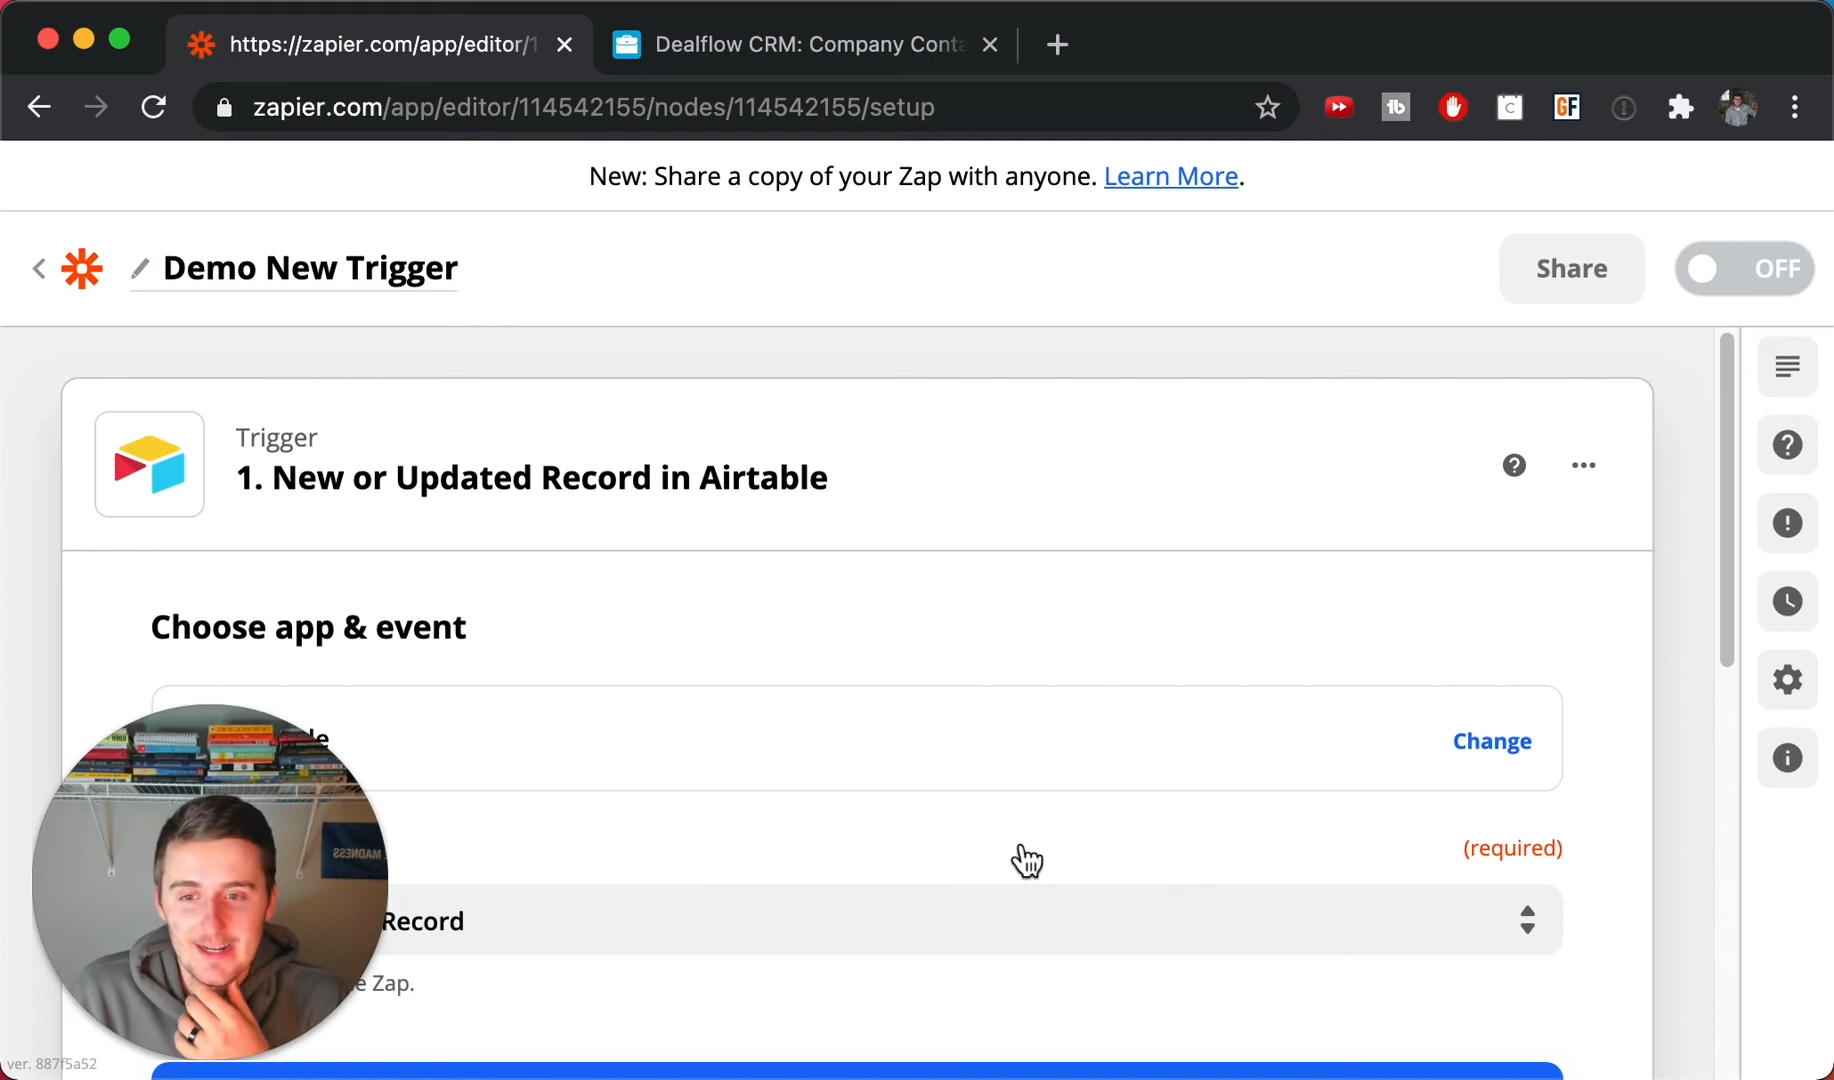 https://zapier.com/app/editor/1
Dealflow CRM: Company Conta
zapier.com/app/editor/114542155/nodes/114542155/setup
New: Share a copy of your Zap with anyone. Learn More.
Demo New Trigger
Share
OFF
Trigger
1. New or Updated Record in Airtable
Choose app & event
le
Change
(required)
Record
e Zap.
ver. 887f5a52